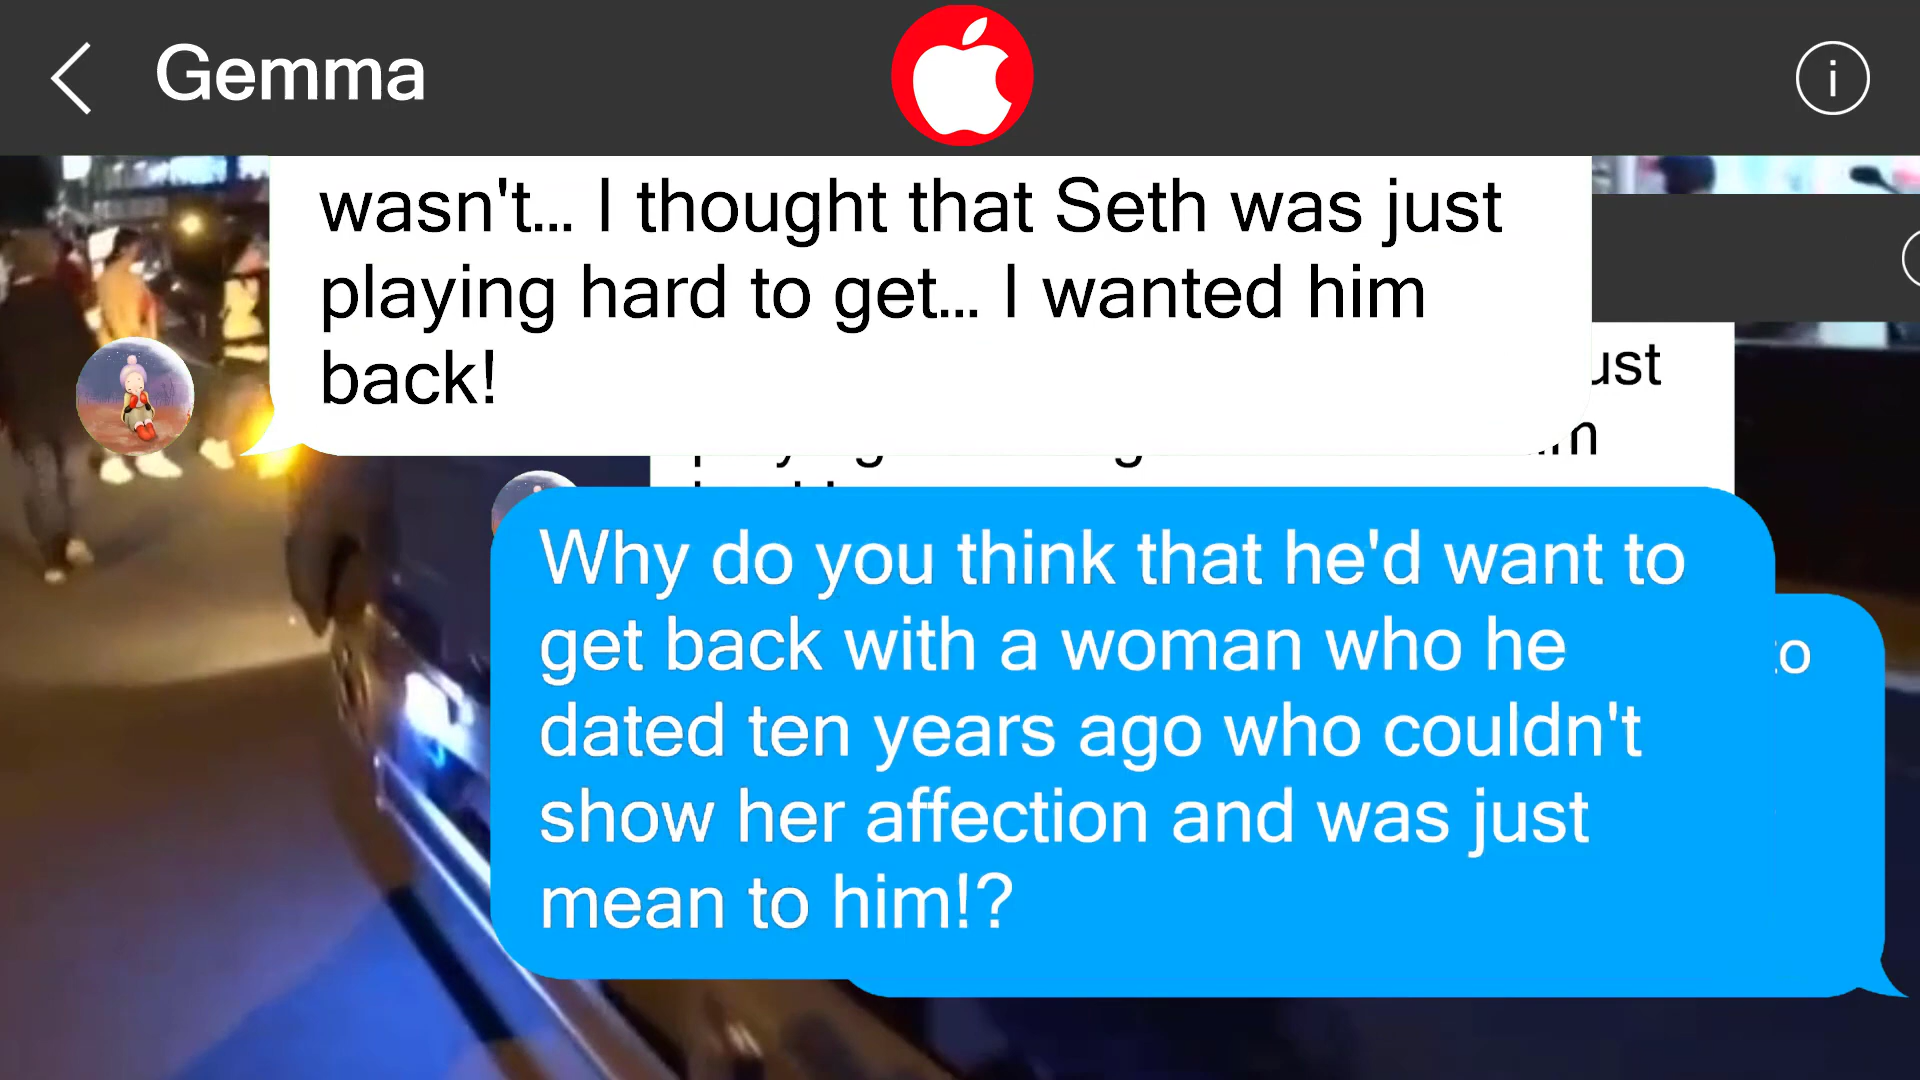 Gemma
i
wasn't... I thought that Seth was just
playing hard to get... I wanted him
back!
ust
Why do you think that he'd want to
get back with a woman who he
dated ten years ago who couldn't
show her affection and was just
mean to him!?
to